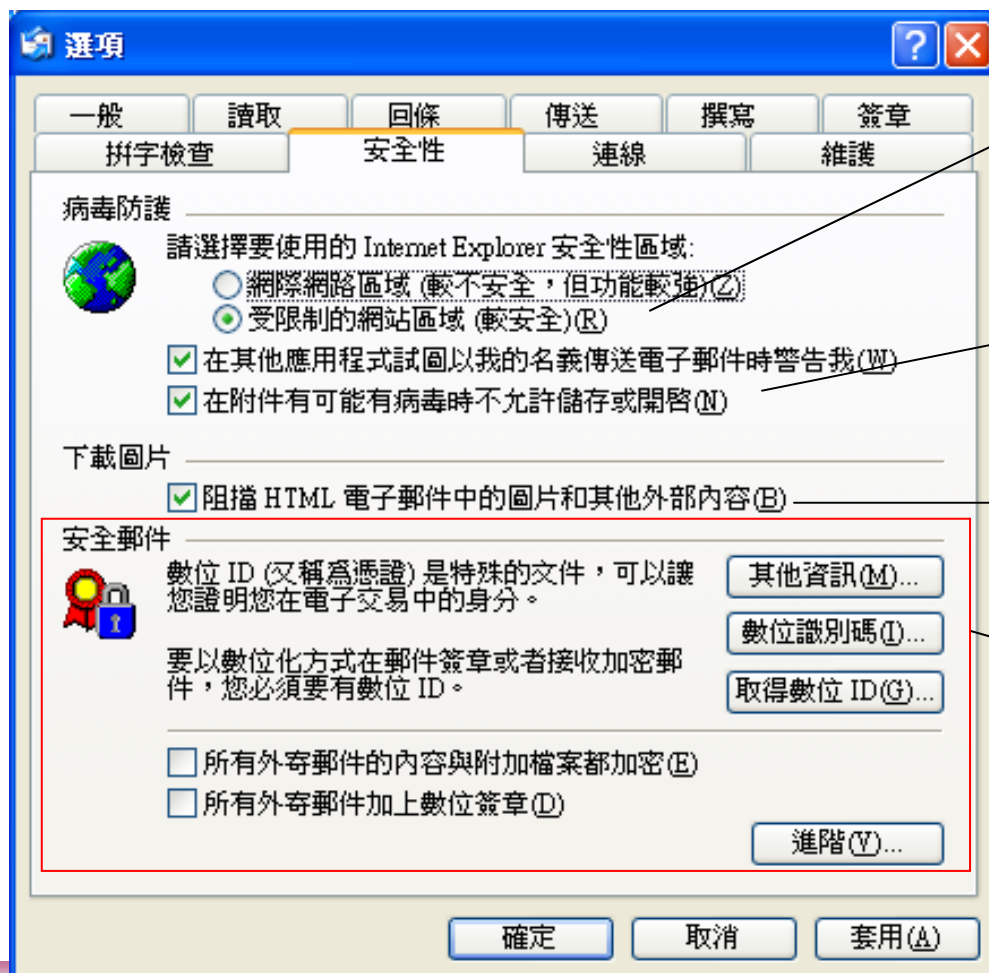 選項
一般 讀取 回條 傳送 撰寫 簽章
拼字檢查 安全性 連線 維護
病毒防護
請選擇要使用的 Internet Explorer 安全性區域:
網際網路區域 (較不安全，但功能較強)(Z)
受限制的網站區域 (較安全)(R)
在其他應用程式試圖以我的名義傳送電子郵件時警告我(W)
在附件有可能有病毒時不允許儲存或開啓(N)
下載圖片
阻擋 HTML 電子郵件中的圖片和其他外部內容(B)
安全郵件
數位 ID (又稱爲憑證) 是特殊的文件，可以讓
您證明您在電子交易中的身分。
其他資訊(M)...
數位識別碼(I)...
要以數位化方式在郵件簽章或者接收加密郵
件，您必須要有數位 ID。
取得數位 ID(G)...
所有外寄郵件的內容與附加檔案都加密(E)
所有外寄郵件加上數位簽章(D)
進階(V)...
確定 取消 套用(A)